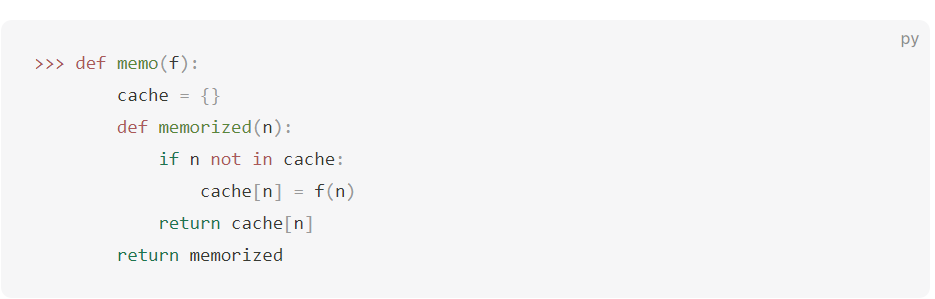 py
>>> def memo(f):
        cache = {}
        def memorized(n):
            if n not in cache:
                cache[n] = f(n)
            return cache[n]
        return memorized